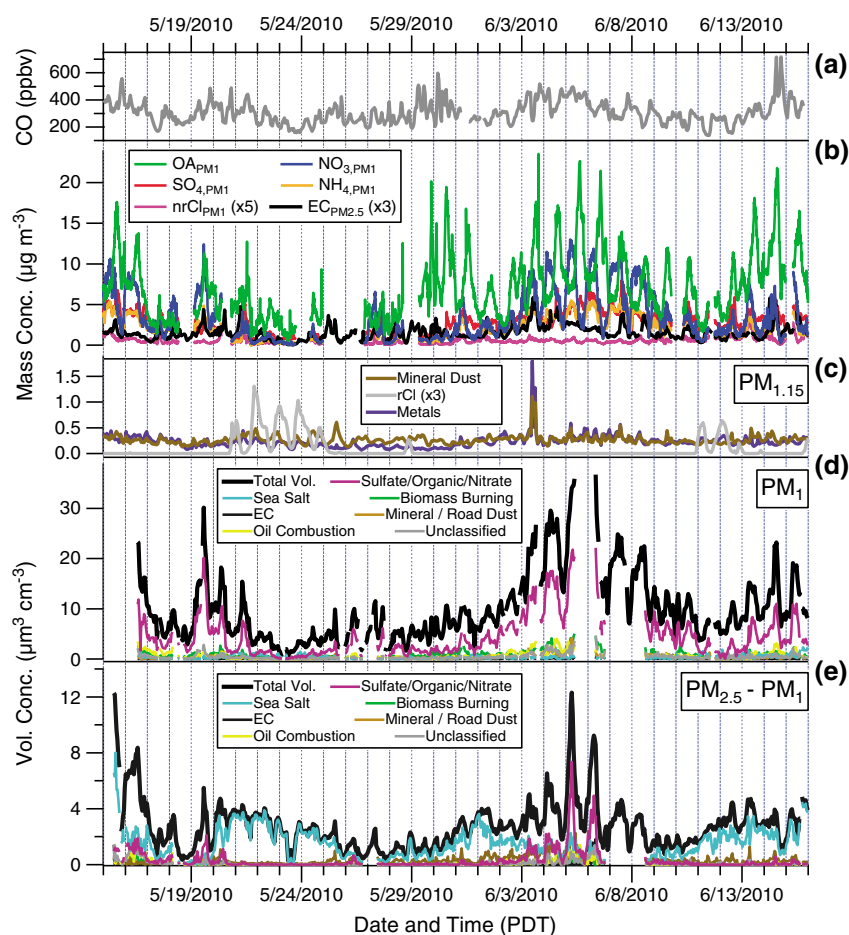 5/19/2010 5/24/2010 5/29/2010 6/3/2010 6/8/2010 6/13/2010
(a)
CO (ppbv)
600
400
200
(b)
OA PM1 NO3,PM1
SO4,PM1 NH4,PM1
nrCl PM1 (x5) EC PM2.5 (x3)
Mass Conc. (µg m-3)
20
15
10
5
0
(c)
PM1.15
Mineral Dust
rCl (x3)
Metals
1.5
1.0
0.5
0.0
(d)
PM1
Total Vol. Sulfate/Organic/Nitrate
Sea Salt Biomass Burning
EC Mineral / Road Dust
Oil Combustion Unclassified
Vol. Conc. (µm3 cm-3)
30
20
10
0
(e)
PM2.5 - PM1
Total Vol. Sulfate/Organic/Nitrate
Sea Salt Biomass Burning
EC Mineral / Road Dust
Oil Combustion Unclassified
12
8
4
0
5/19/2010 5/24/2010 5/29/2010 6/3/2010 6/8/2010 6/13/2010
Date and Time (PDT)